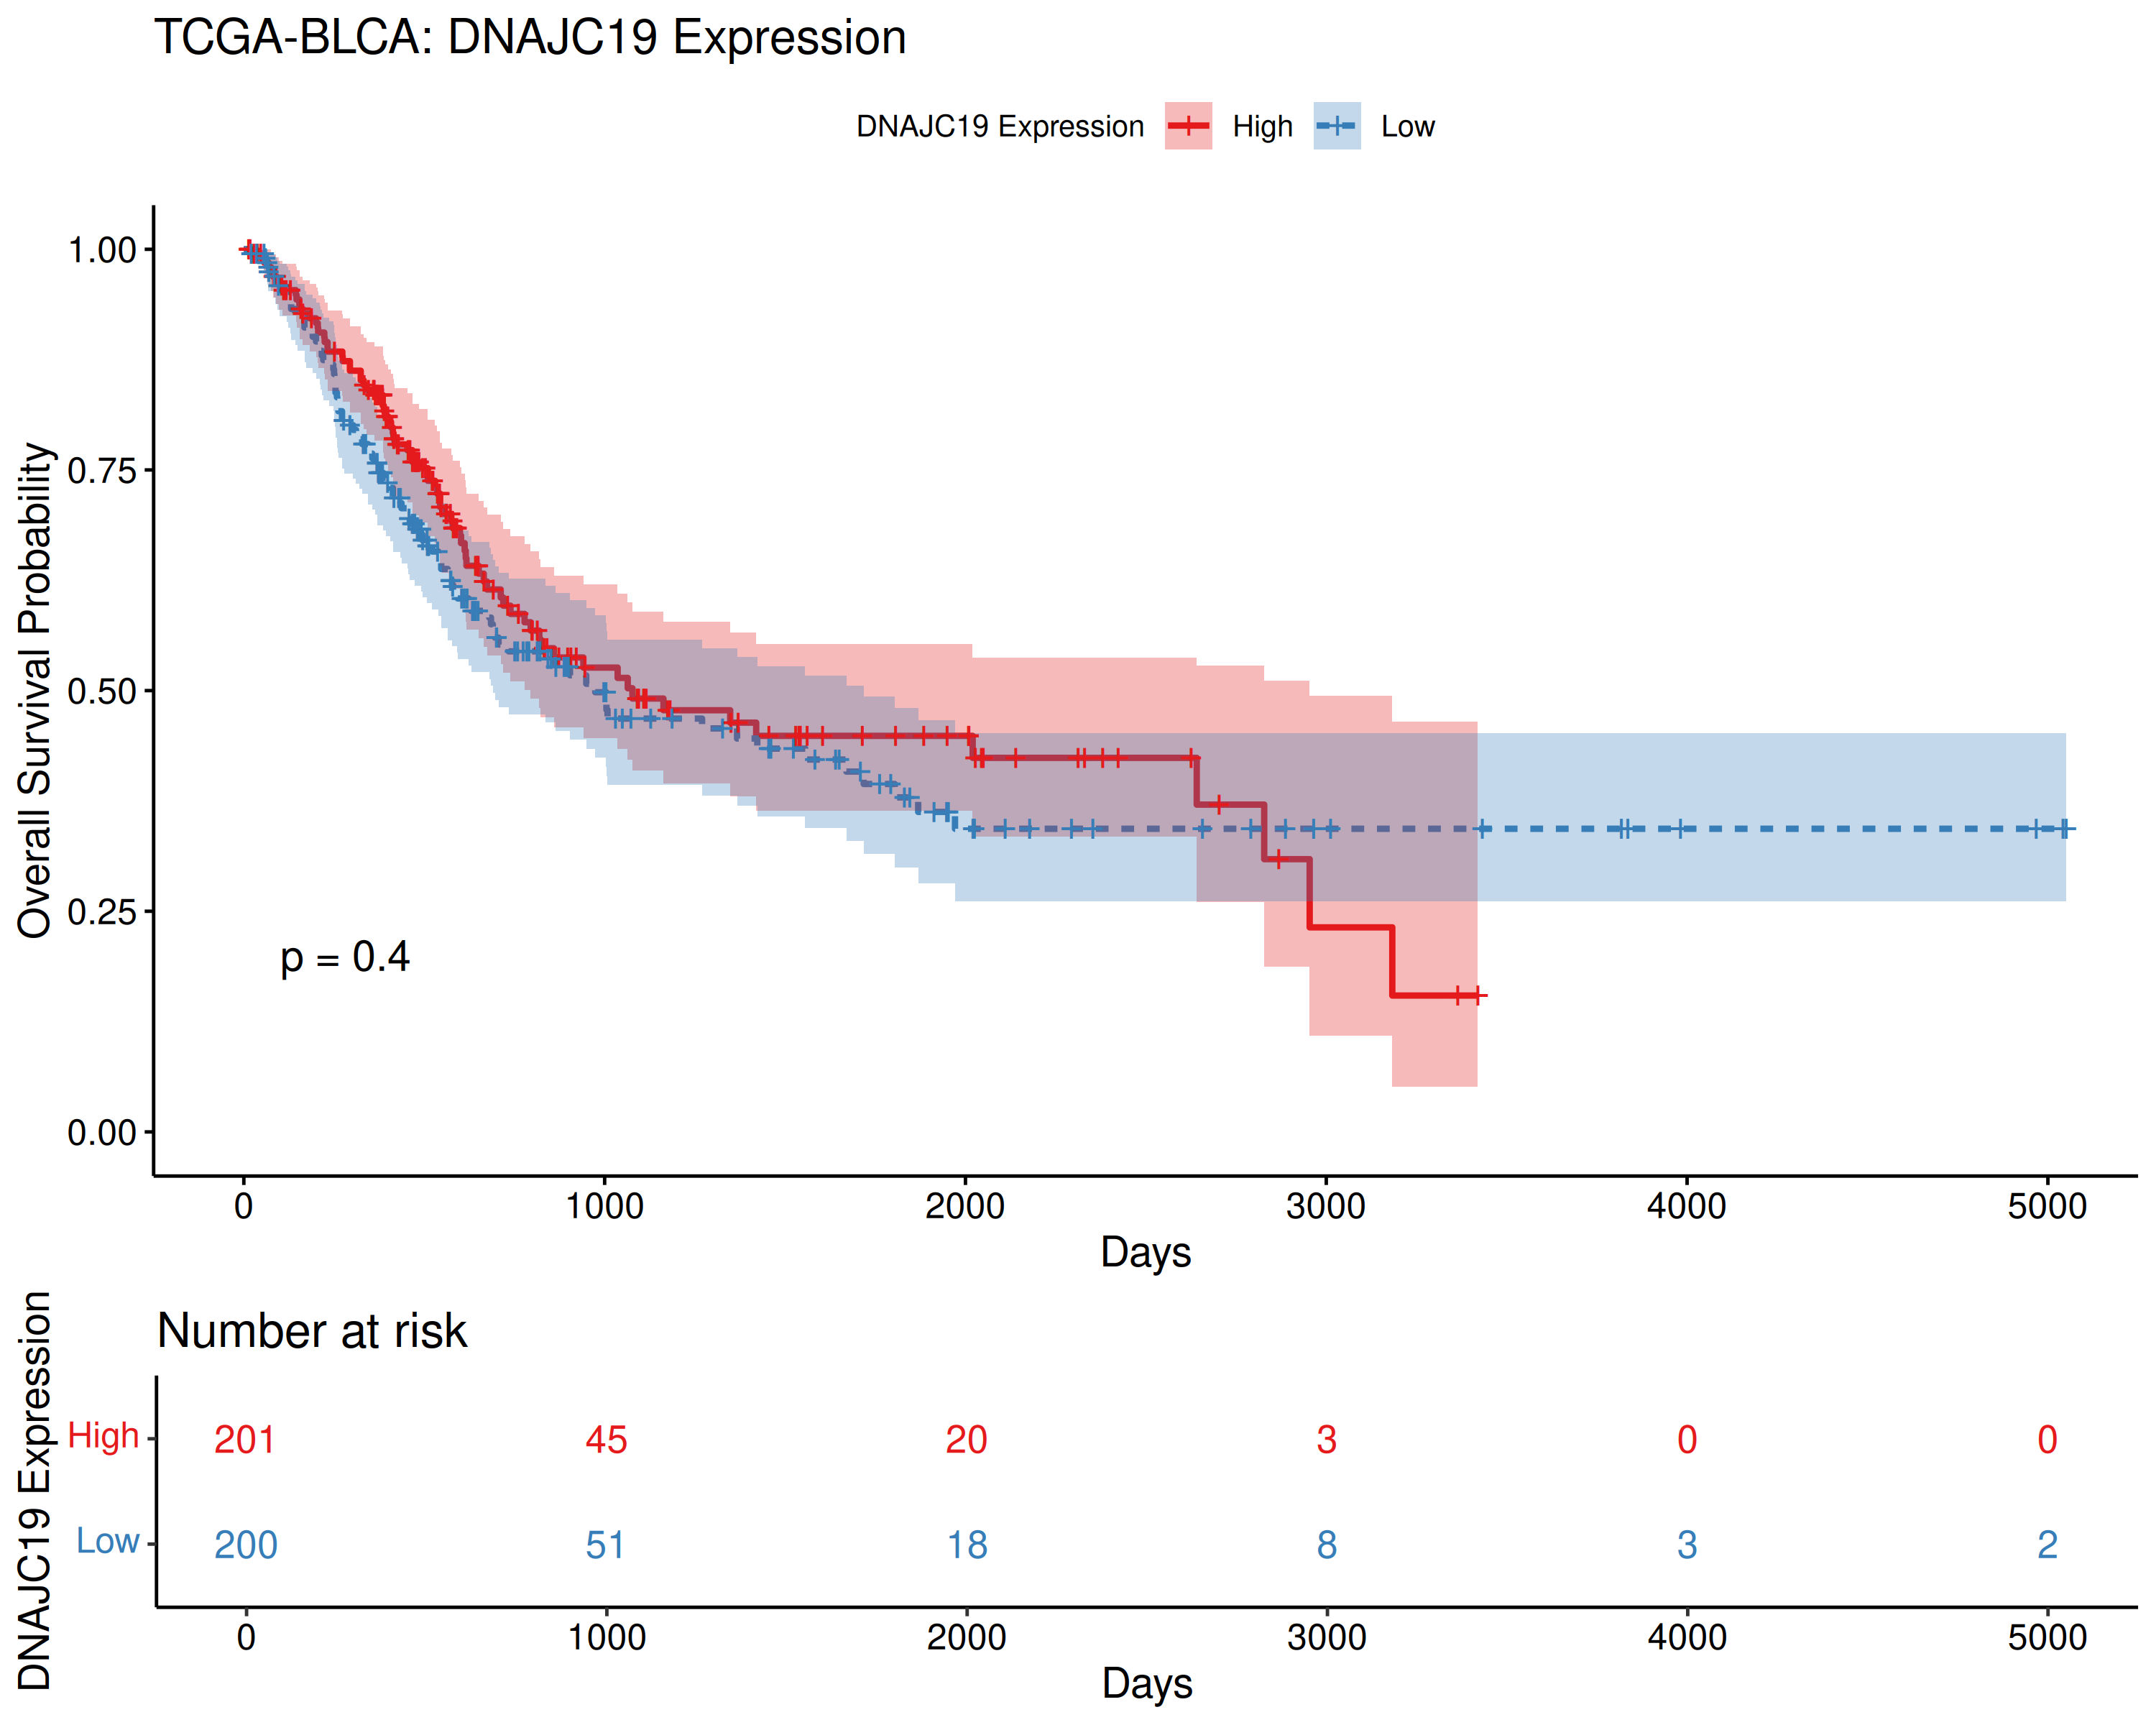 TCGA-BLCA: DNAJC19 Expression
DNAJC19 Expression High Low
Overall Survival Probability
1.00
0.75
0.50
0.25
0.00
p = 0.4
0 1000 2000 3000 4000 5000
Days
Number at risk
DNAJC19 Expression
High 201 45 20 3 0 0
Low 200 51 18 8 3 2
0 1000 2000 3000 4000 5000
Days